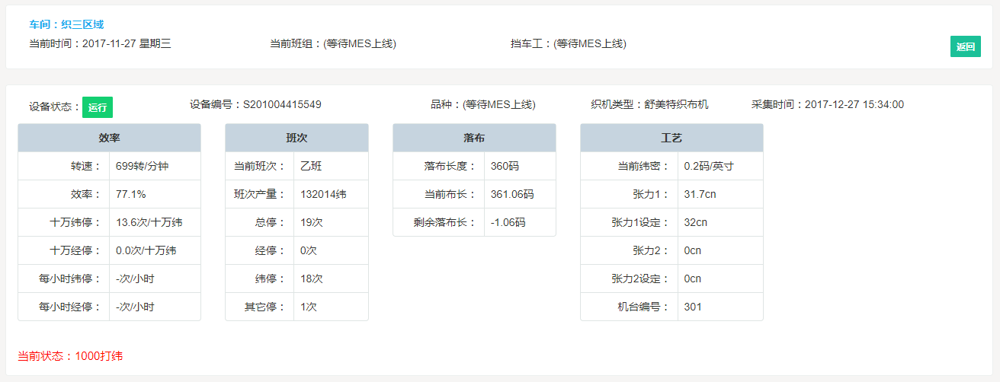 车间：织三区域
当前时间：2017-11-27 星期三 当前班组：(等待MES上线) 挡车工：(等待MES上线)
返回
设备状态：运行 设备编号：S201004415549 品种：(等待MES上线) 织机类型：舒美特织布机 采集时间：2017-12-27 15:34:00
效率
转速： 699转/分钟
效率： 77.1%
十万纬停： 13.6次/十万纬
十万经停： 0.0次/十万纬
每小时纬停： -次/小时
每小时经停： -次/小时
班次
当前班次： 乙班
班次产量： 132014纬
总停： 19次
经停： 0次
纬停： 18次
其它停： 1次
落布
落布长度： 360码
当前布长： 361.06码
剩余落布长： -1.06码
工艺
当前纬密： 0.2码/英寸
张力1： 31.7cn
张力1设定： 32cn
张力2： 0cn
张力2设定： 0cn
机台编号： 301
当前状态：1000打纬